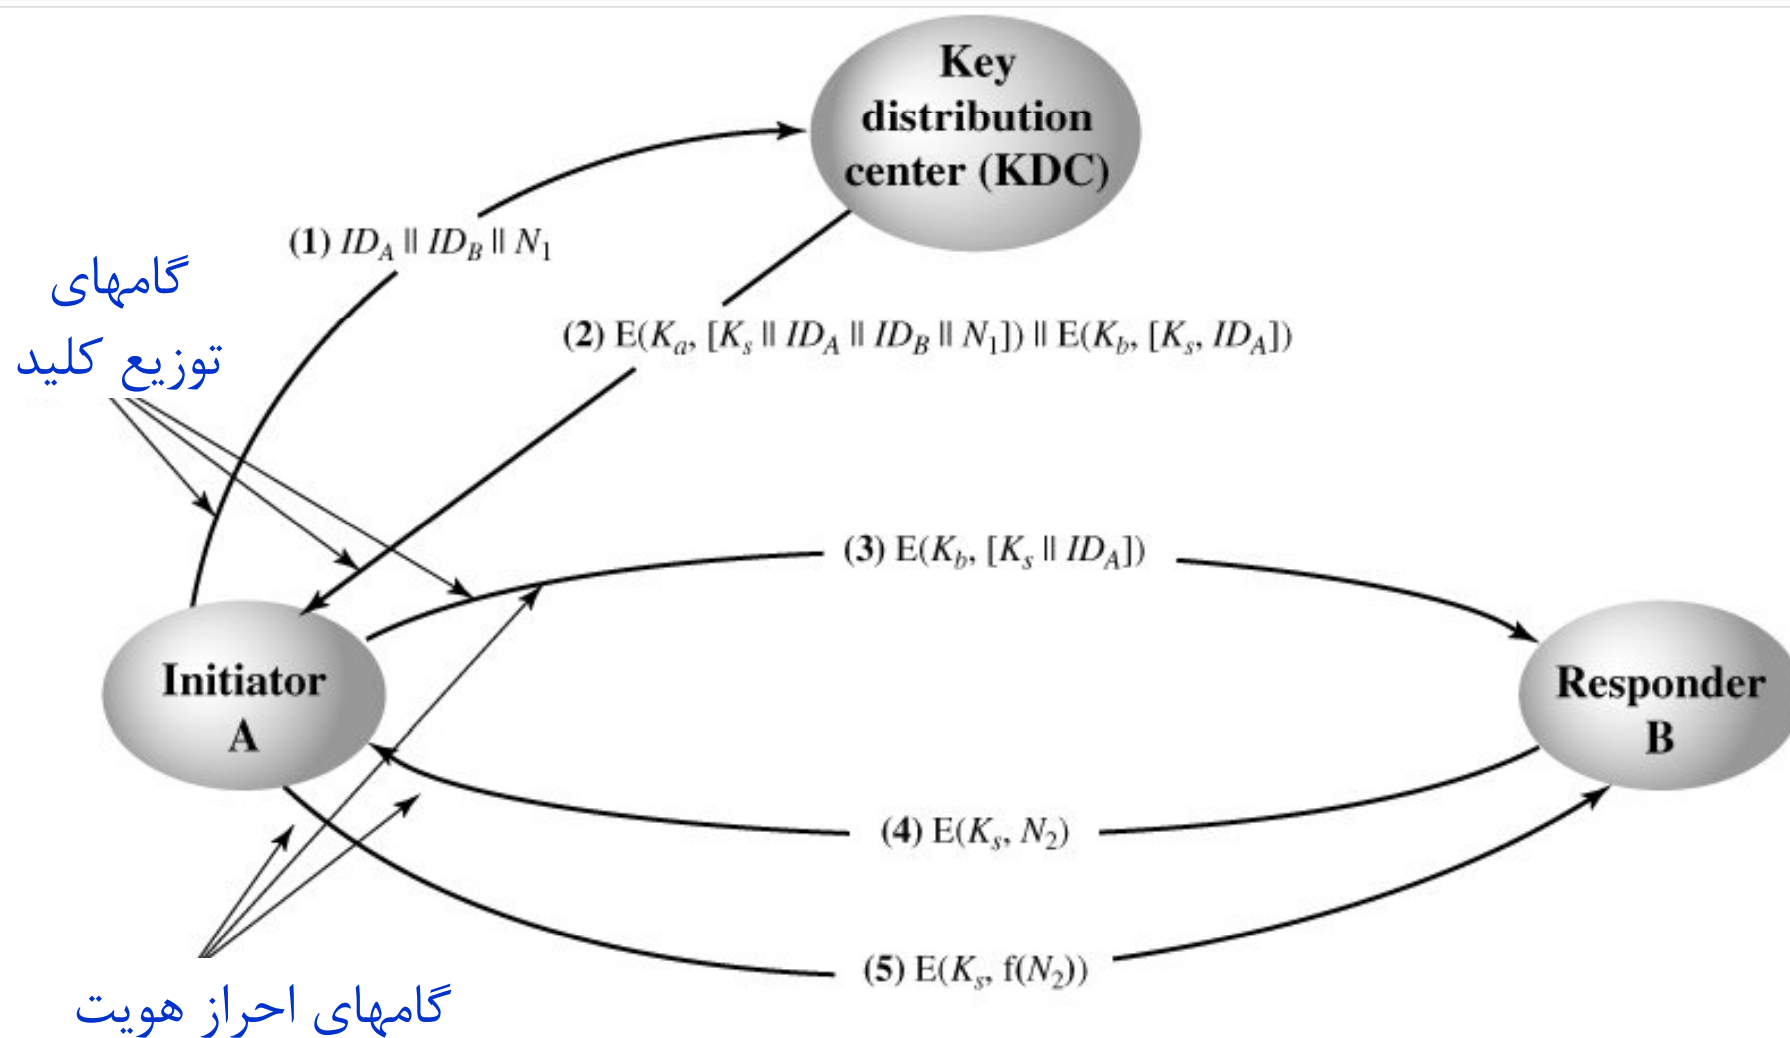 Key
distribution
center (KDC)
(1) ID_A || ID_B || N_1
گامهای
توزیع کلید
(2) E(K_a, [K_s || ID_A || ID_B || N_1]) || E(K_b, [K_s, ID_A])
(3) E(K_b, [K_s || ID_A])
Initiator
A
Responder
B
(4) E(K_s, N_2)
(5) E(K_s, f(N_2))
گامهای احراز هویت